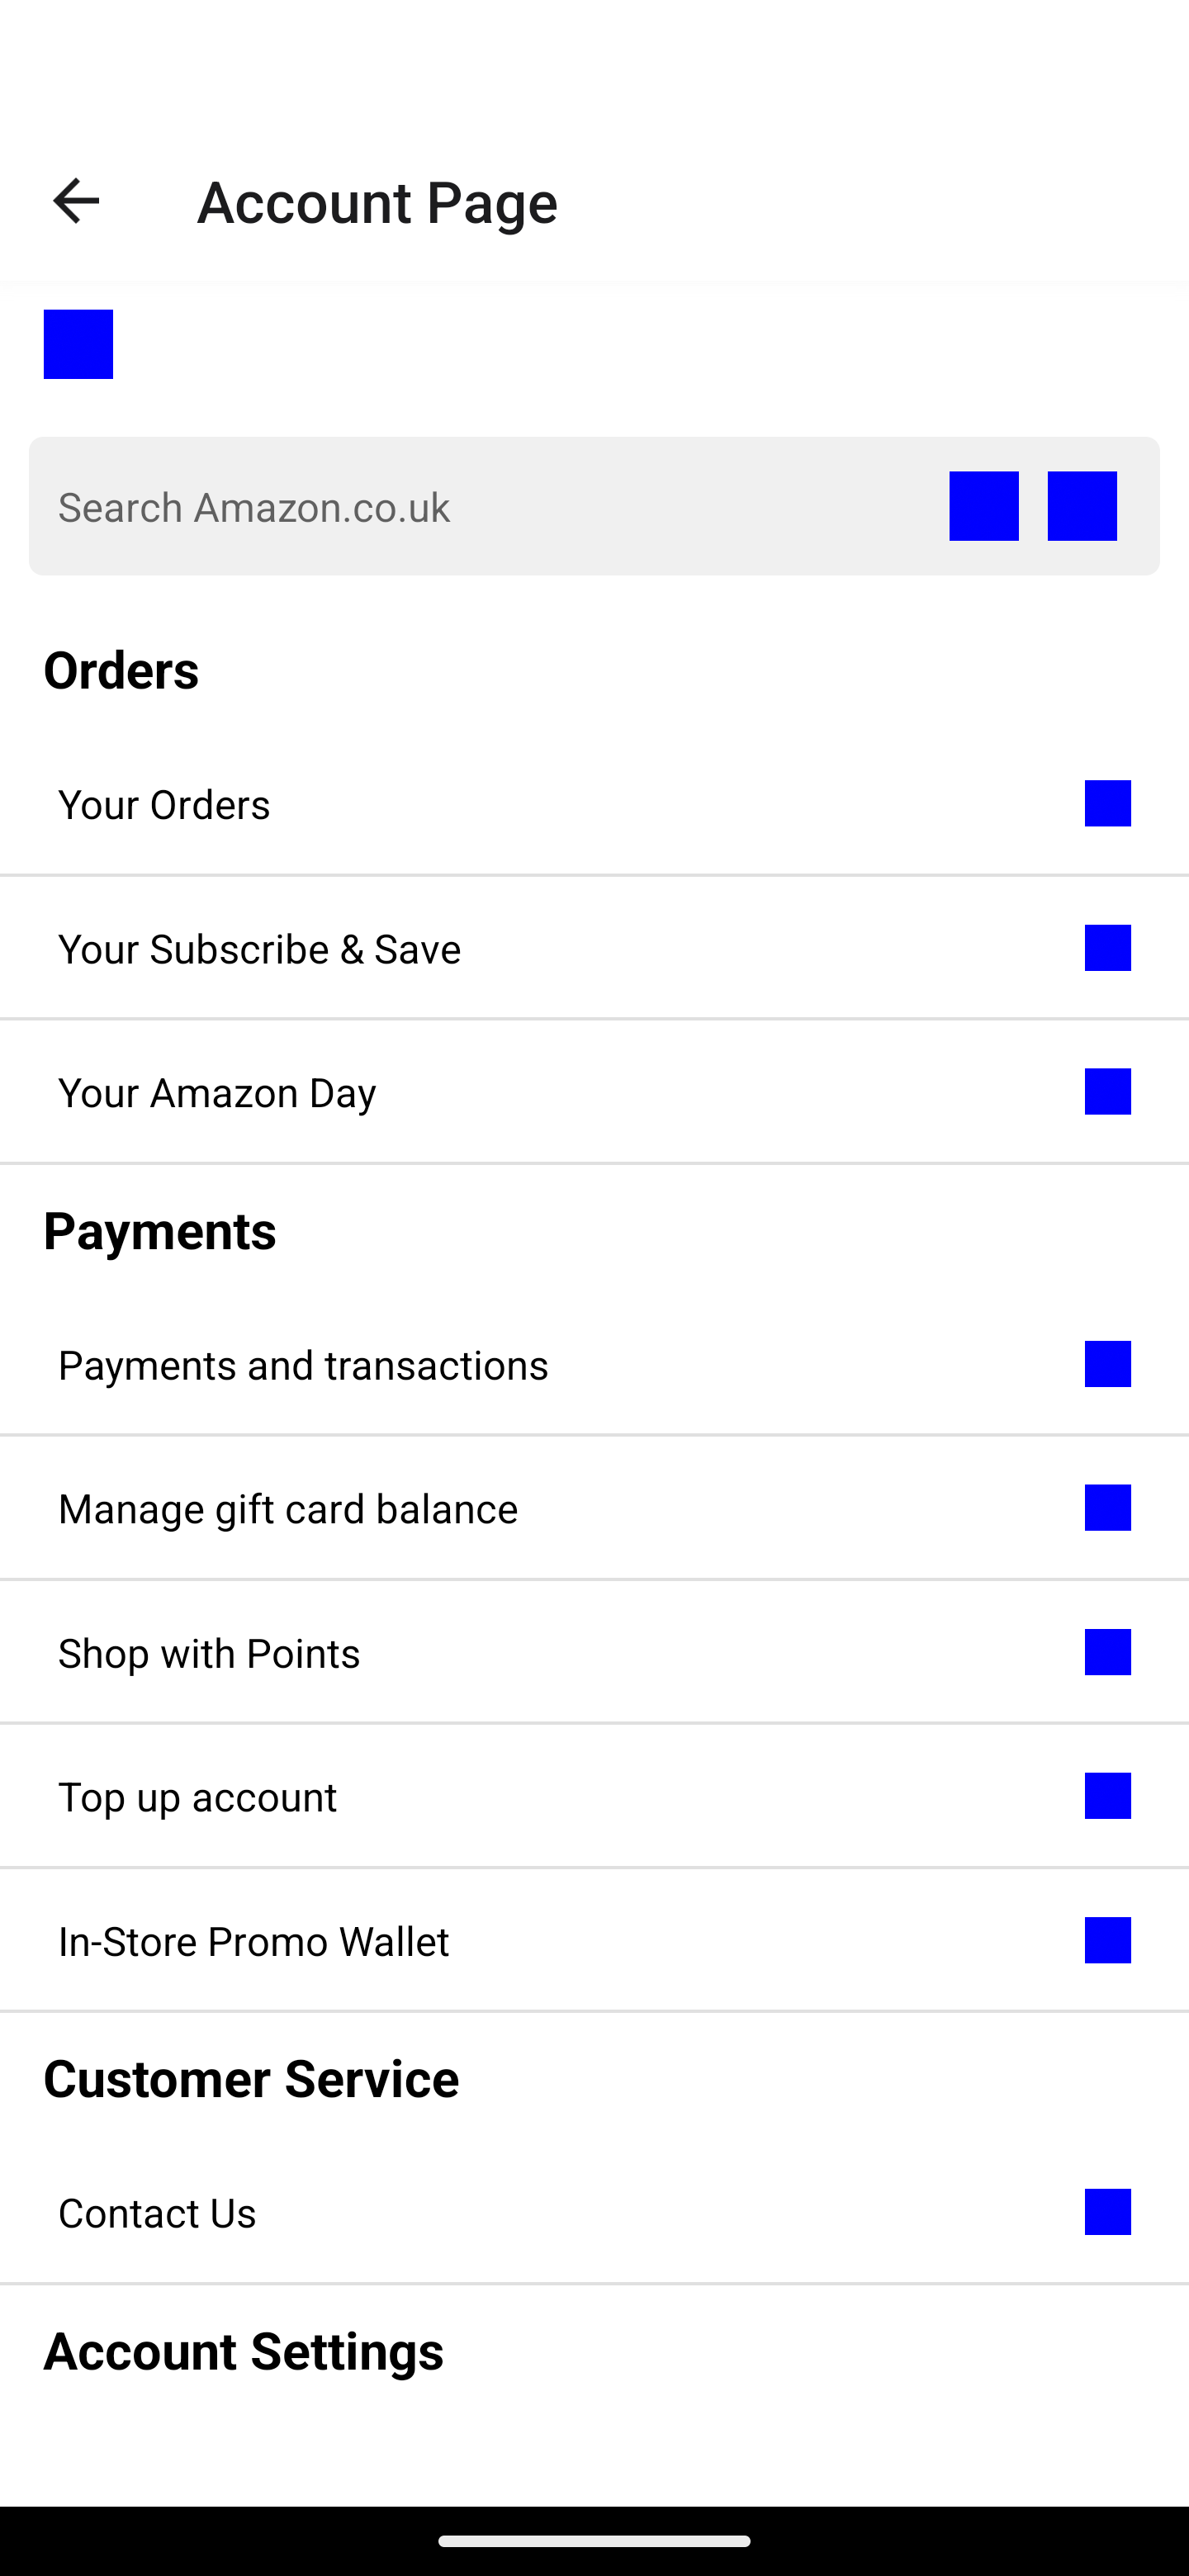 Account Page
Search Amazon.co.uk
Orders
Your Orders
Your Subscribe & Save
Your Amazon Day
Payments
Payments and transactions
Manage gift card balance
Shop with Points
Top up account
In-Store Promo Wallet
Customer Service
Contact Us
Account Settings